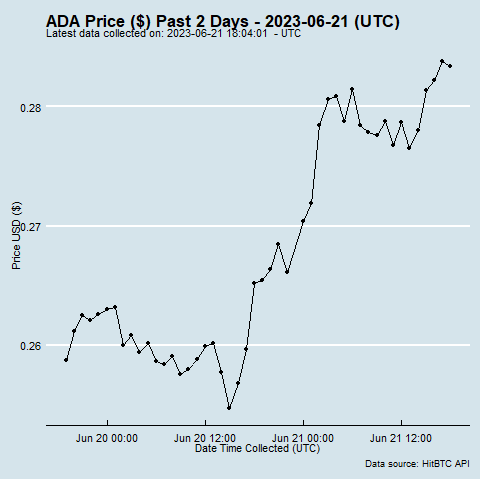 ADA Price ($) Past 2 Days - 2023-06-21 (UTC)
Latest data collected on: 2023-06-21 18:04:01 - UTC
0.28
0.27
0.26
Price USD ($)
Jun 20 00:00 Jun 20 12:00 Jun 21 00:00 Jun 21 12:00
Date Time Collected (UTC)
Data source: HitBTC API